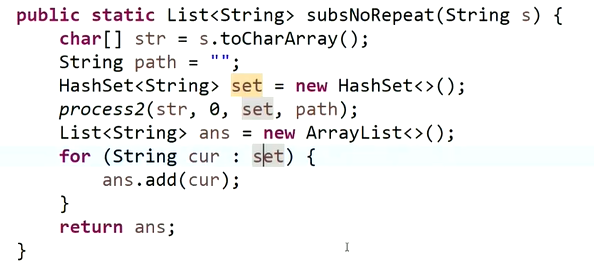 public static List<String> subsNoRepeat(String s) {
    char[] str = s.toCharArray();
    String path = "";
    HashSet<String> set = new HashSet<>();
    process2(str, 0, set, path);
    List<String> ans = new ArrayList<>();
    for (String cur : set) {
        ans.add(cur);
    }
    return ans;
}